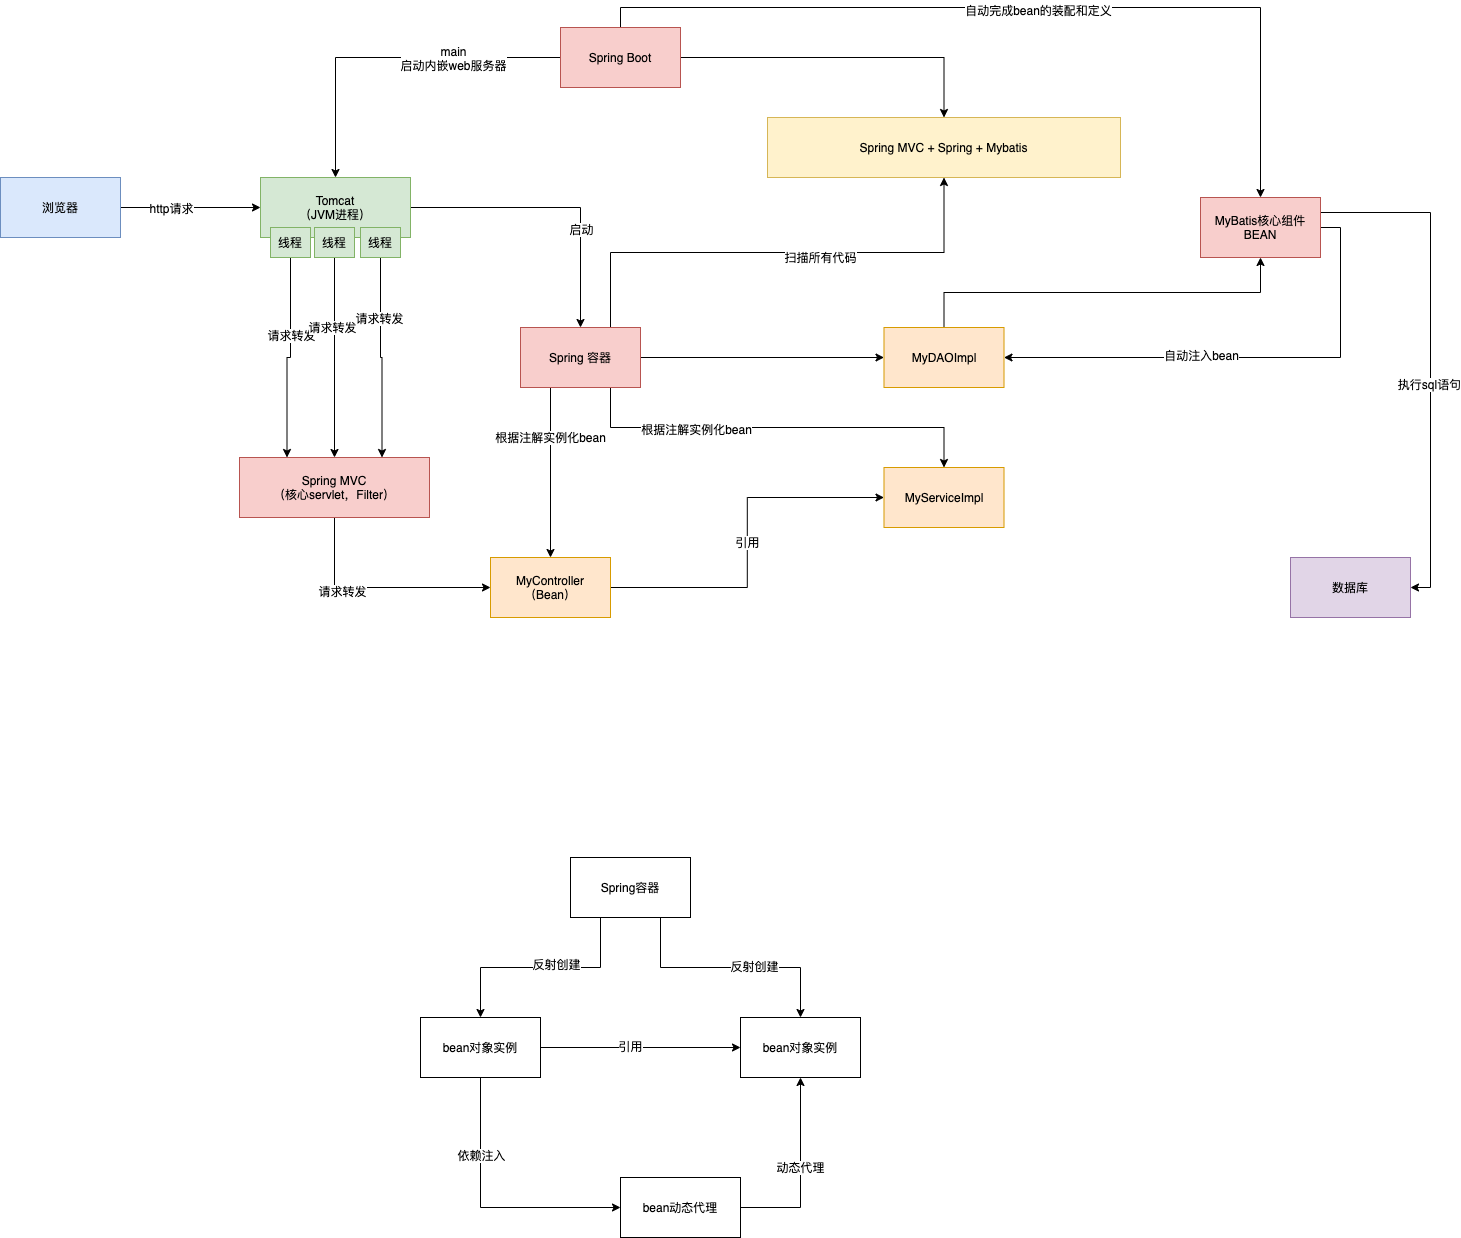 自动完成bean的装配和定义
main
启动内嵌web服务器
Spring Boot
Spring MVC + Spring + Mybatis
浏览器
http请求
Tomcat
（JVM进程）
线程
线程
线程
启动
MyBatis核心组件
BEAN
扫描所有代码
请求转发
请求转发
请求转发
Spring 容器
MyDAOImpl
自动注入bean
执行sql语句
根据注解实例化bean
根据注解实例化bean
Spring MVC
（核心servlet，Filter）
MyServiceImpl
引用
请求转发
MyController
（Bean）
数据库
Spring容器
反射创建
反射创建
bean对象实例
引用
bean对象实例
依赖注入
动态代理
bean动态代理